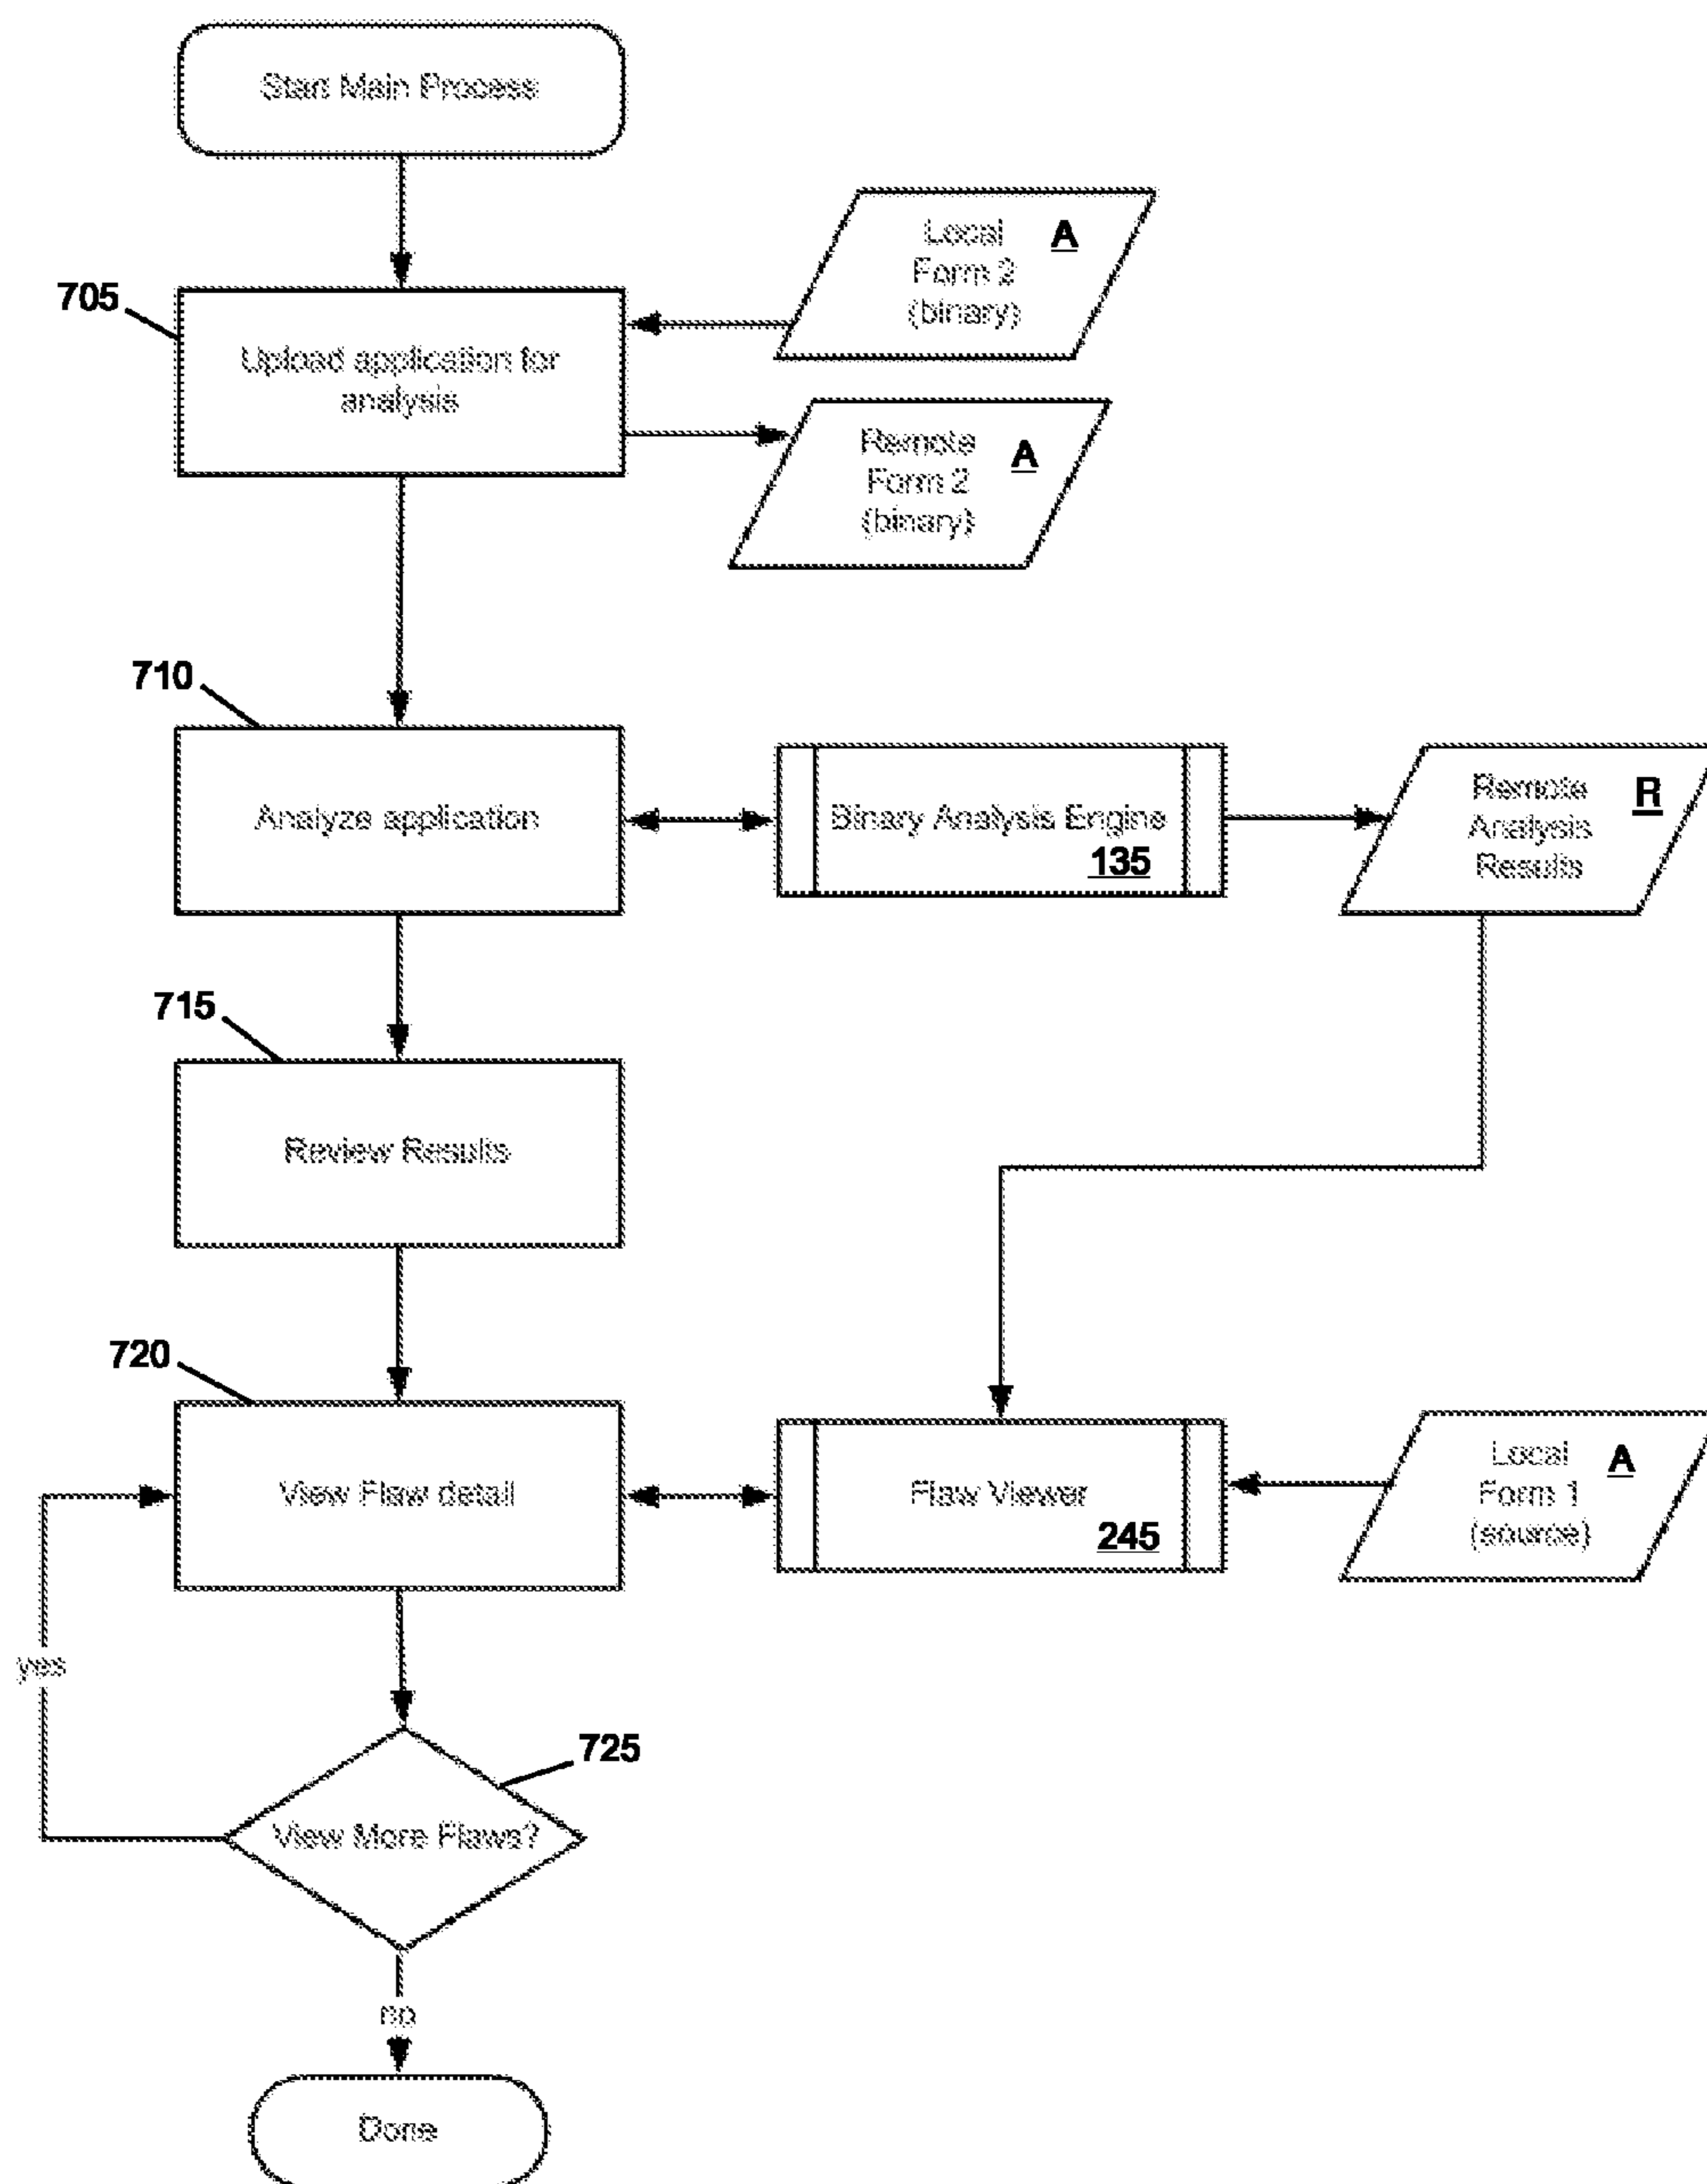 Start Main Process
Local
Form 2
(binary)
A
705
Upload application for
analysis
Remote
Form 2
(binary)
A
710
Analyze application
Binary Analysis Engine
135
Remote
Analysis
Results
R
715
Review Results
720
View Flaw detail
Flaw Viewer
245
Local
Form 1
(source)
A
yes
725
View More Flaws?
no
Done